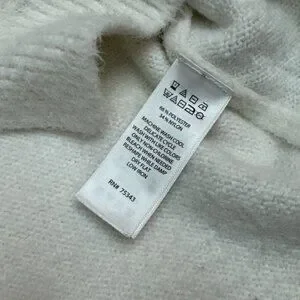 66% POLYESTER
34% NYLON
MACHINE WASH COOL
DELICATE CYCLE
WASH WITH LIKE COLORS
ONLY NON-CHLORINE
BLEACH WHEN NEEDED
RESHAPE WHILE DAMP
DRY FLAT
LOW IRON
RN# 75343